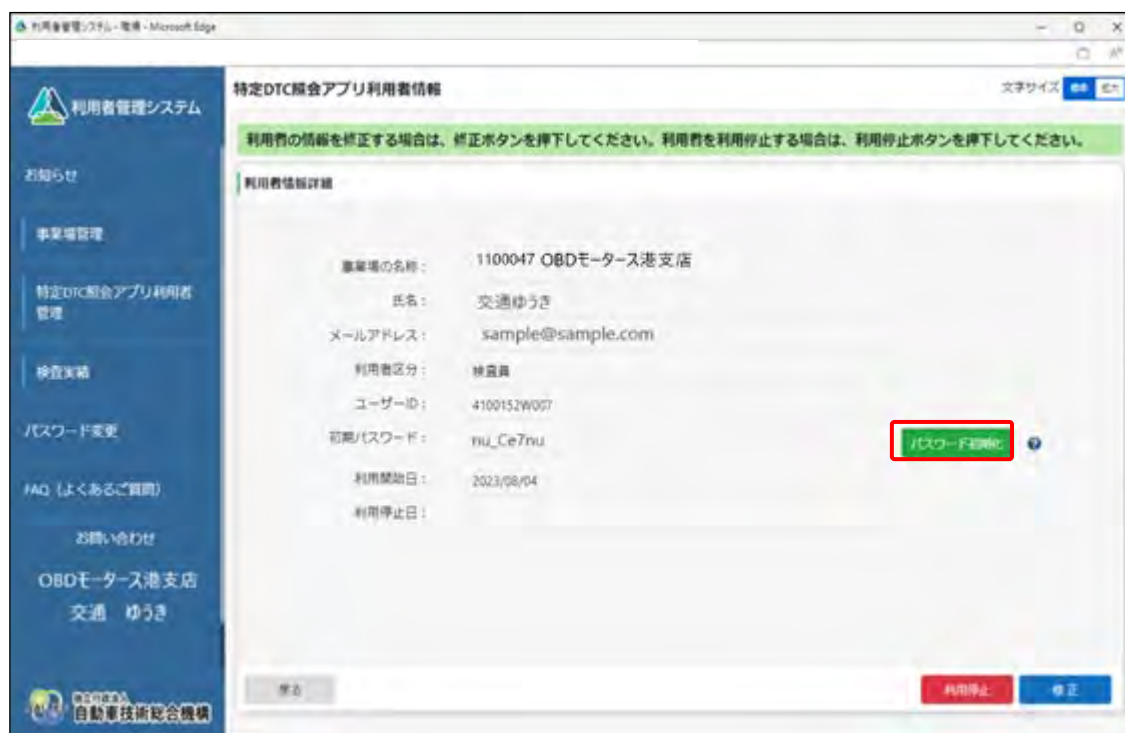 利用者管理システム - 環境 - Microsoft Edge
利用者管理システム
特定DTC照会アプリ利用者情報
文字サイズ 標準 拡大
利用者の情報を修正する場合は、修正ボタンを押下してください。利用者を利用停止する場合は、利用停止ボタンを押下してください。
お知らせ
利用者情報詳細
事業場管理
事業場の名称： 1100047 OBDモータース港支店
特定DTC照会アプリ利用者
管理
氏名： 交通ゆうき
メールアドレス： sample@sample.com
検査実績
利用者区分： 検査員
ユーザーID： 4100152W007
パスワード変更
初期パスワード： nu_Ce7nu
パスワード初期化
FAQ（よくあるご質問）
利用開始日： 2023/08/04
利用停止日：
お問い合わせ
OBDモータース港支店
交通 ゆうき
戻る
利用停止
修正
独立行政法人
自動車技術総合機構